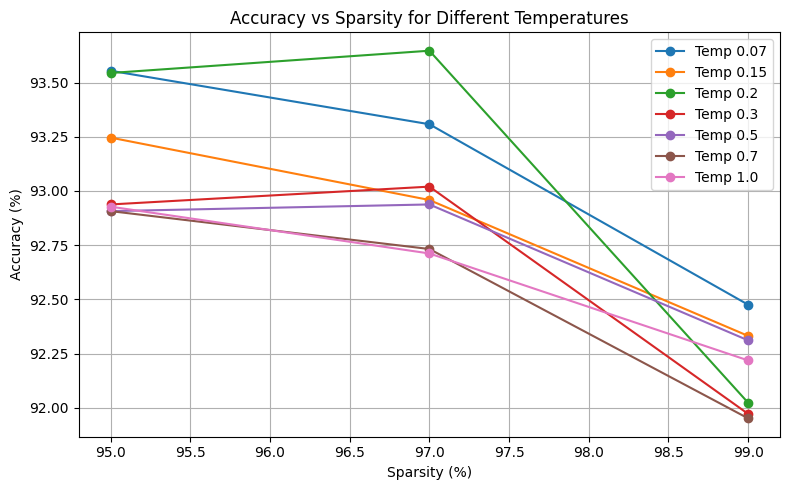 Accuracy vs Sparsity for Different Temperatures
Temp 0.07
Temp 0.15
Temp 0.2
Temp 0.3
Temp 0.5
Temp 0.7
Temp 1.0
Accuracy (%)
93.50
93.25
93.00
92.75
92.50
92.25
92.00
95.0 95.5 96.0 96.5 97.0 97.5 98.0 98.5 99.0
Sparsity (%)